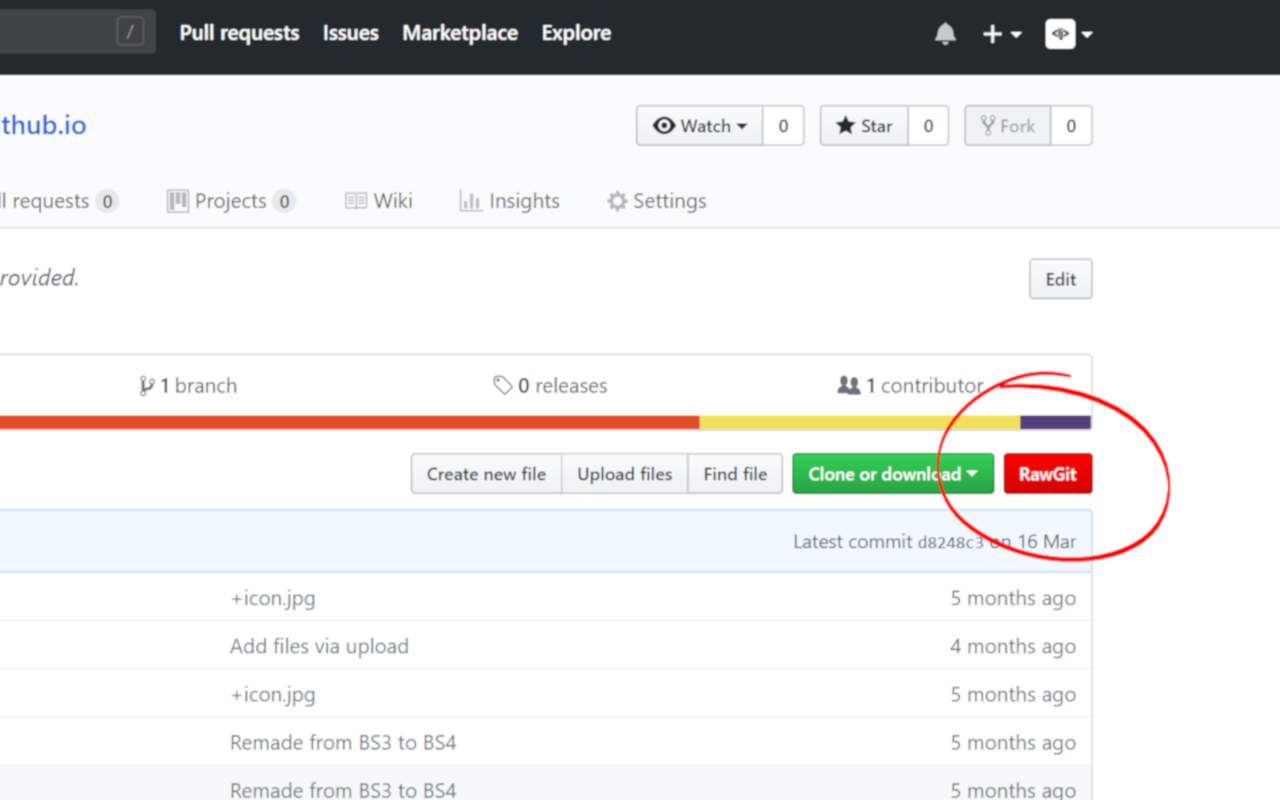 / Pull requests Issues Marketplace Explore
thub.io Watch 0 Star 0 Fork 0
ll requests 0 Projects 0 Wiki Insights Settings
rovided. Edit
1 branch 0 releases 1 contributor
Create new file Upload files Find file Clone or download RawGit
Latest commit d8248c3 on 16 Mar
+icon.jpg 5 months ago
Add files via upload 4 months ago
+icon.jpg 5 months ago
Remade from BS3 to BS4 5 months ago
Remade from BS3 to BS4 5 months ago